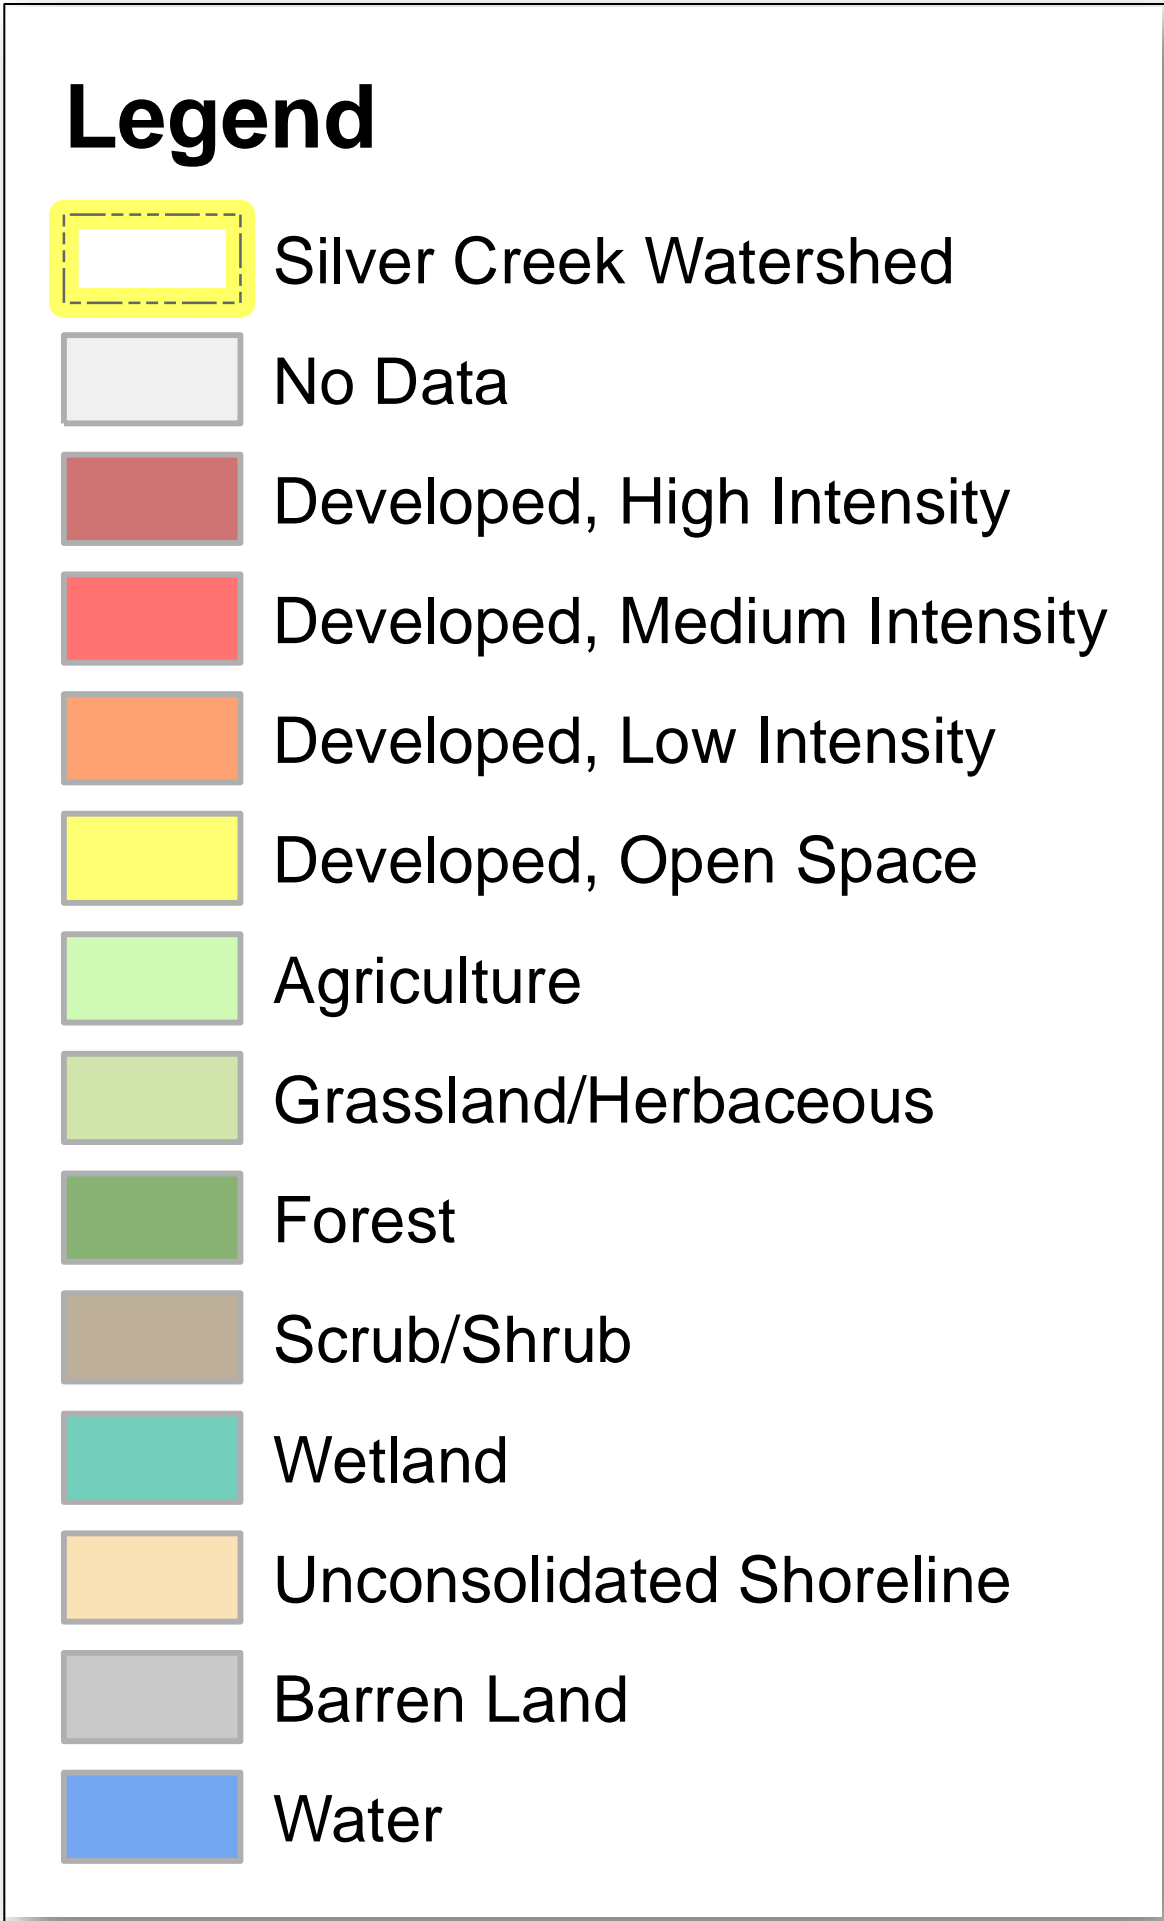 Legend
Silver Creek Watershed
No Data
Developed, High Intensity
Developed, Medium Intensity
Developed, Low Intensity
Developed, Open Space
Agriculture
Grassland/Herbaceous
Forest
Scrub/Shrub
Wetland
Unconsolidated Shoreline
Barren Land
Water